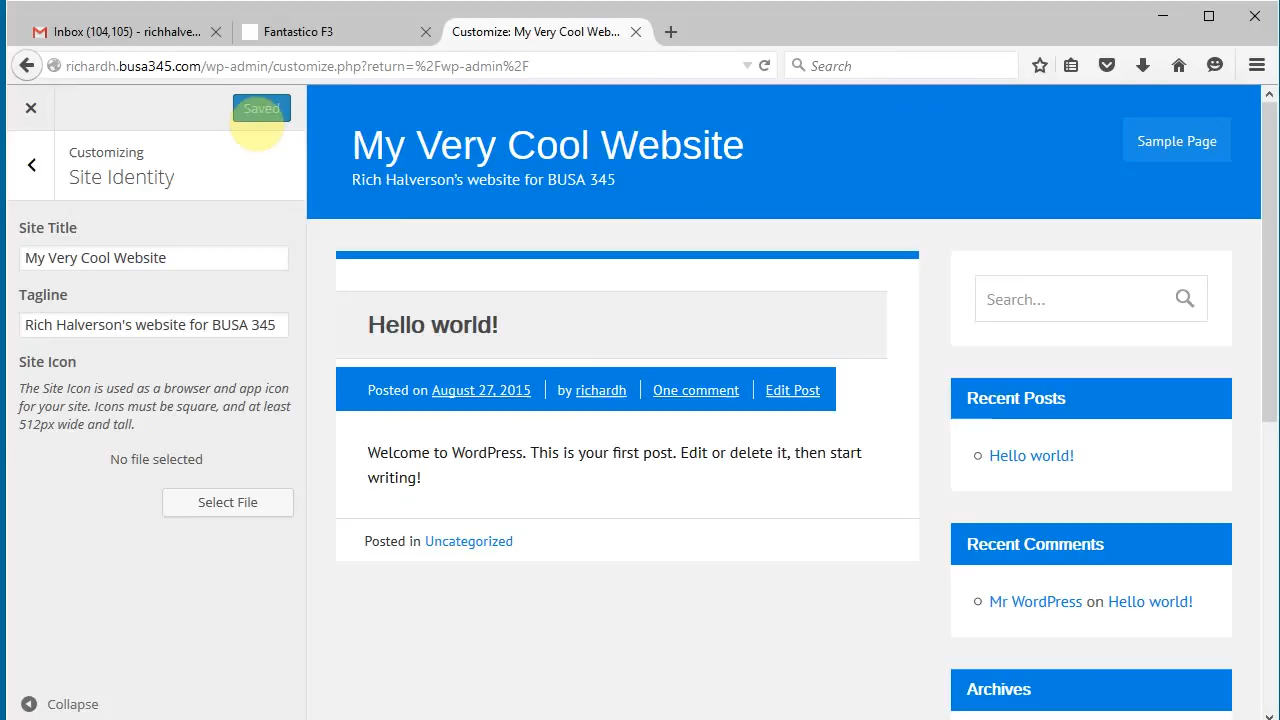 Inbox (104,105) - richhalve...
Fantastico F3
Customize: My Very Cool Web...
richardh.busa345.com/wp-admin/customize.php?return=%2Fwp-admin%2F
Search
Saved
Customizing
Site Identity
Site Title
My Very Cool Website
Tagline
Rich Halverson's website for BUSA 345
Site Icon
The Site Icon is used as a browser and app icon
for your site. Icons must be square, and at least
512px wide and tall.
No file selected
Select File
Collapse
My Very Cool Website
Rich Halverson’s website for BUSA 345
Sample Page
Hello world!
Posted on August 27, 2015 by richardh One comment Edit Post
Welcome to WordPress. This is your first post. Edit or delete it, then start
writing!
Posted in Uncategorized
Search...
Recent Posts
Hello world!
Recent Comments
Mr WordPress on Hello world!
Archives